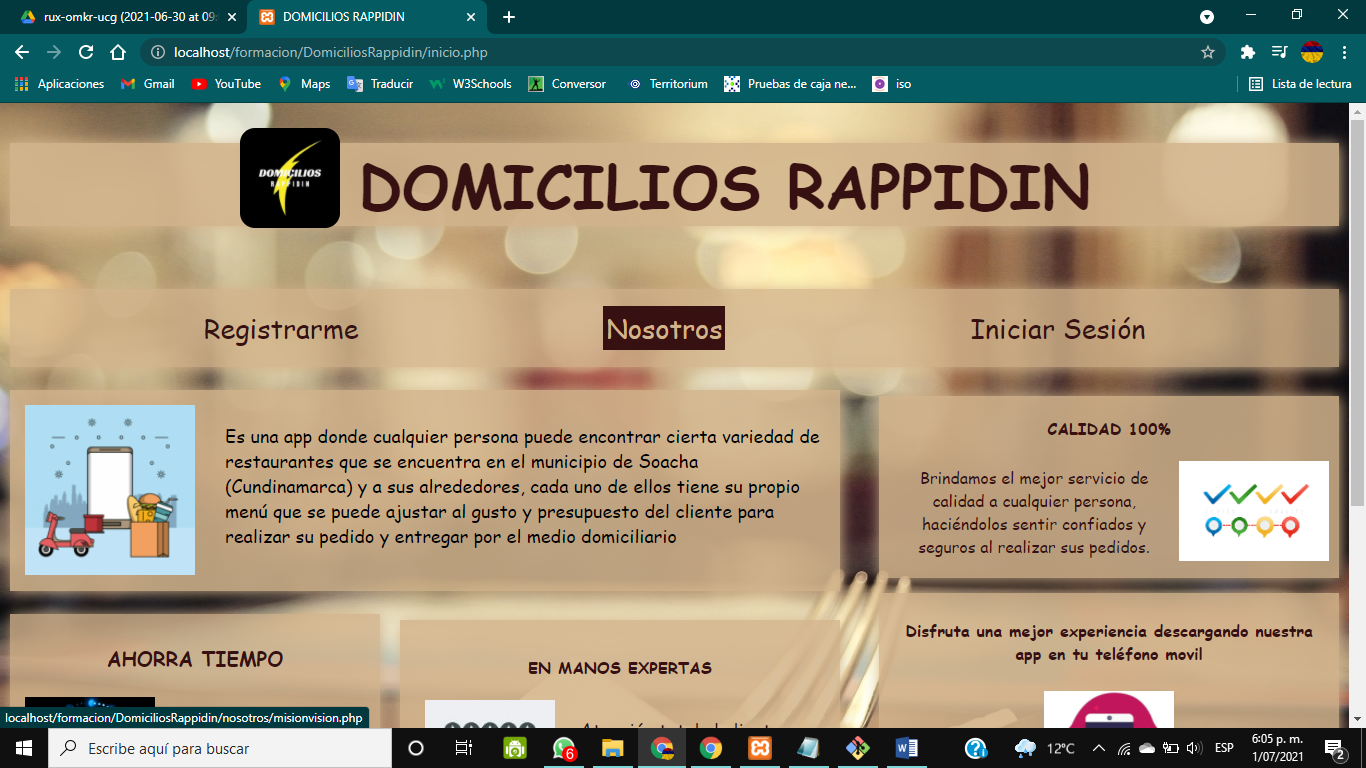 rux-omkr-ucg (2021-06-30 at 09:
DOMICILIOS RAPPIDIN
localhost/formacion/DomiciliosRappidin/inicio.php
Aplicaciones Gmail YouTube Maps Traducir W3Schools Conversor Territorium Pruebas de caja ne... iso Lista de lectura
DOMICILIOS
RAPPIDIN
DOMICILIOS RAPPIDIN
Registrarme Nosotros Iniciar Sesión
Es una app donde cualquier persona puede encontrar cierta variedad de
restaurantes que se encuentra en el municipio de Soacha
(Cundinamarca) y a sus alrededores, cada uno de ellos tiene su propio
menú que se puede ajustar al gusto y presupuesto del cliente para
realizar su pedido y entregar por el medio domiciliario
CALIDAD 100%
Brindamos el mejor servicio de
calidad a cualquier persona,
haciéndolos sentir confiados y
seguros al realizar sus pedidos.
AHORRA TIEMPO
EN MANOS EXPERTAS
Disfruta una mejor experiencia descargando nuestra
app en tu teléfono movil
localhost/formacion/DomiciliosRappidin/nosotros/misionvision.php
Escribe aquí para buscar
6
12°C
ESP
6:05 p. m.
1/07/2021
2